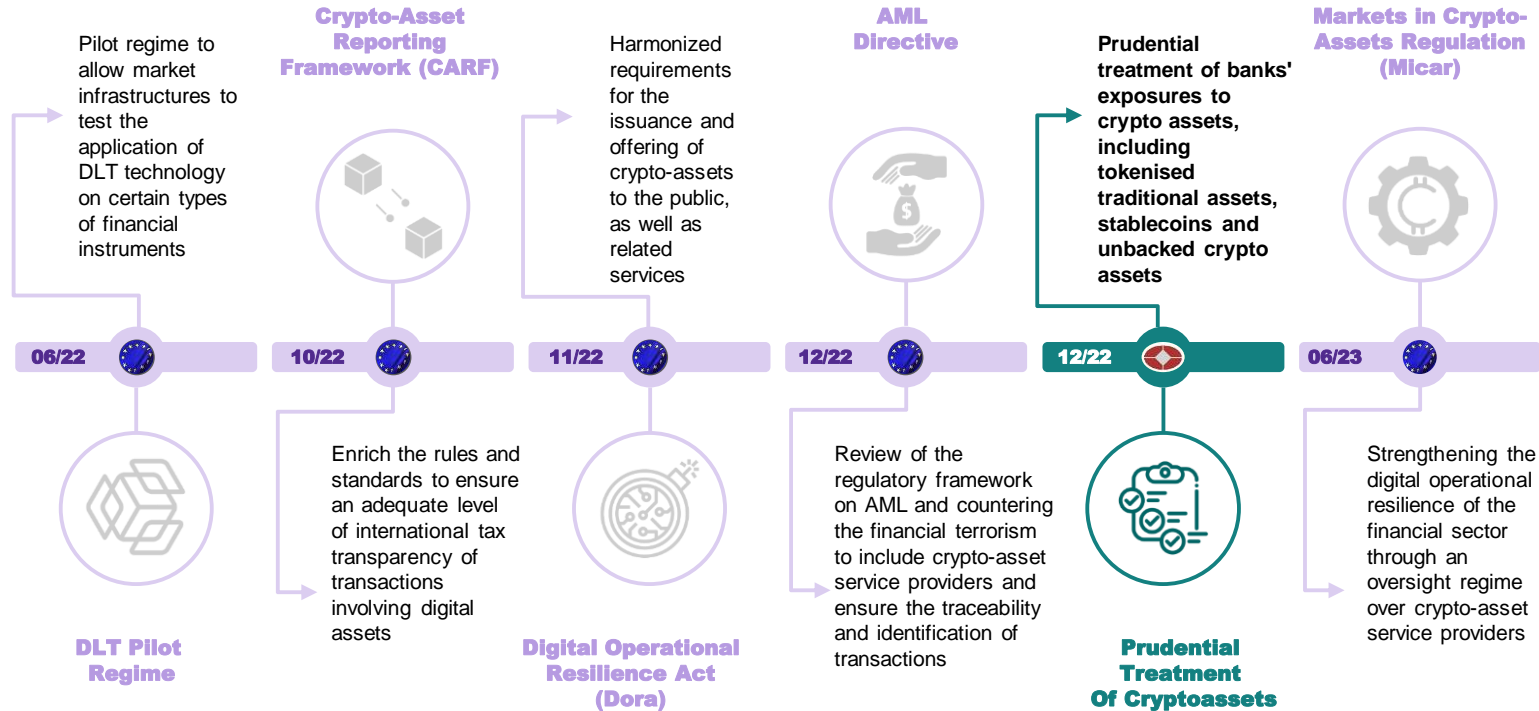 Pilot regime to
allow market
infrastructures to
test the
application of
DLT technology
on certain types
of financial
instruments
06/22
DLT Pilot
Regime
Crypto-Asset
Reporting
Framework (CARF)
10/22
Enrich the rules and
standards to ensure
an adequate level
of international tax
transparency of
transactions
involving digital
assets
Harmonized
requirements
for the
issuance and
offering of
crypto-assets
to the public,
as well as
related
services
11/22
Digital Operational
Resilience Act
(Dora)
AML
Directive
$
12/22
Review of the
regulatory framework
on AML and countering
the financial terrorism
to include crypto-asset
service providers and
ensure the traceability
and identification of
transactions
Prudential
treatment of banks'
exposures to
crypto assets,
including
tokenised
traditional assets,
stablecoins and
unbacked crypto
assets
12/22
Prudential
Treatment
Of Cryptoassets
Markets in Crypto-
Assets Regulation
(Micar)
06/23
Strengthening the
digital operational
resilience of the
financial sector
through an
oversight regime
over crypto-asset
service providers